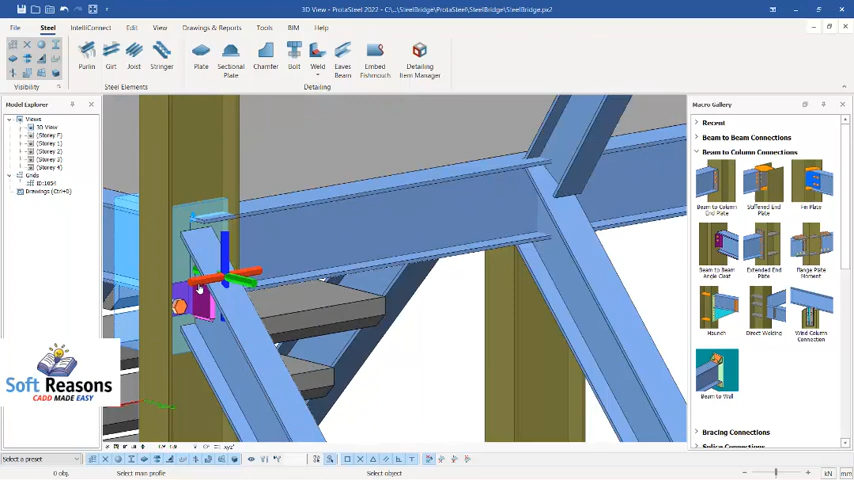 3D View - ProtaSteel 2022 - C:\...\SteelBridge\ProtaSteel\SteelBridge\SteelBridge.px2
File
Steel
IntelliConnect
Edit
View
Drawings & Reports
Tools
BIM
Help
Purlin
Girt
Joist
Stringer
Plate
Sectional Plate
Chamfer
Bolt
Weld
Eaves Beam
Embed Fishmouth
Detailing Item Manager
Visibility
Steel Elements
Detailing
Model Explorer
Views
3D View
(Storey F)
(Storey 1)
(Storey 2)
(Storey 3)
(Storey 4)
Grids
ID:1654
Drawings (Ctrl+0)
Macro Gallery
Recent
Beam to Beam Connections
Beam to Column Connections
Beam to Column End Plate
Stiffened End Plate
Fin Plate
Beam to Beam Angle Cleat
Extended End Plate
Flange Plate Moment
Haunch
Direct Welding
Wind Column Connection
Beam to Wall
Bracing Connections
Splice Connections
Soft Reasons
CADD MADE EASY
Select a preset
0 obj.
Select main profile
Select object
kN
mm